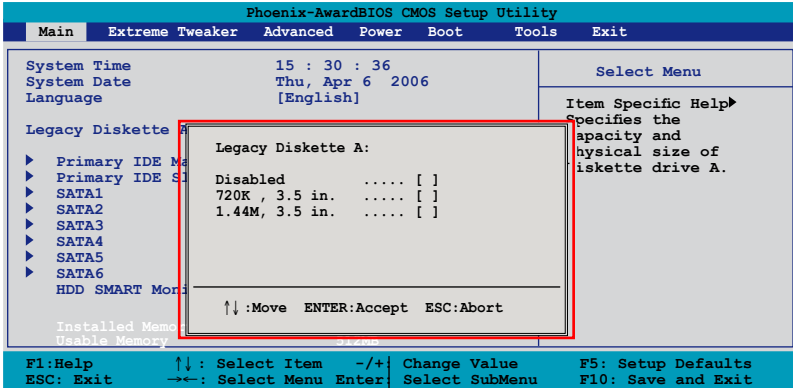 Phoenix-AwardBIOS CMOS Setup Utility
Main Extreme Tweaker Advanced Power Boot Tools Exit
System Time 15 : 30 : 36
System Date Thu, Apr 6 2006
Language [English]
Legacy Diskette A
Primary IDE Ma
Primary IDE Sl
SATA1
SATA2
SATA3
SATA4
SATA5
SATA6
HDD SMART Moni
Installed Memo
Usable Memory 512MB
Legacy Diskette A:
Disabled ..... [ ]
720K , 3.5 in. ..... [ ]
1.44M, 3.5 in. ..... [ ]
↑↓ :Move ENTER:Accept ESC:Abort
Select Menu
Item Specific Help
Specifies the
apacity and
hysical size of
iskette drive A.
F1:Help ↑↓ : Select Item -/+ Change Value F5: Setup Defaults
ESC: Exit →←: Select Menu Enter Select SubMenu F10: Save and Exit